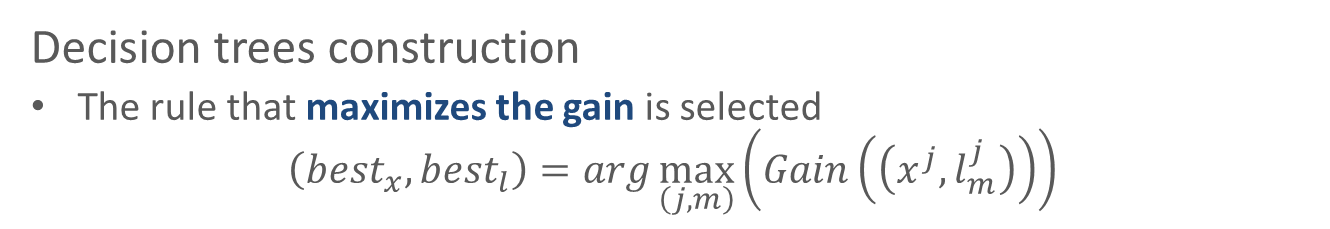 Decision trees construction
• The rule that maximizes the gain is selected
(best_x, best_l) = arg max_{(j,m)} (Gain((x^j, l_m^j)))